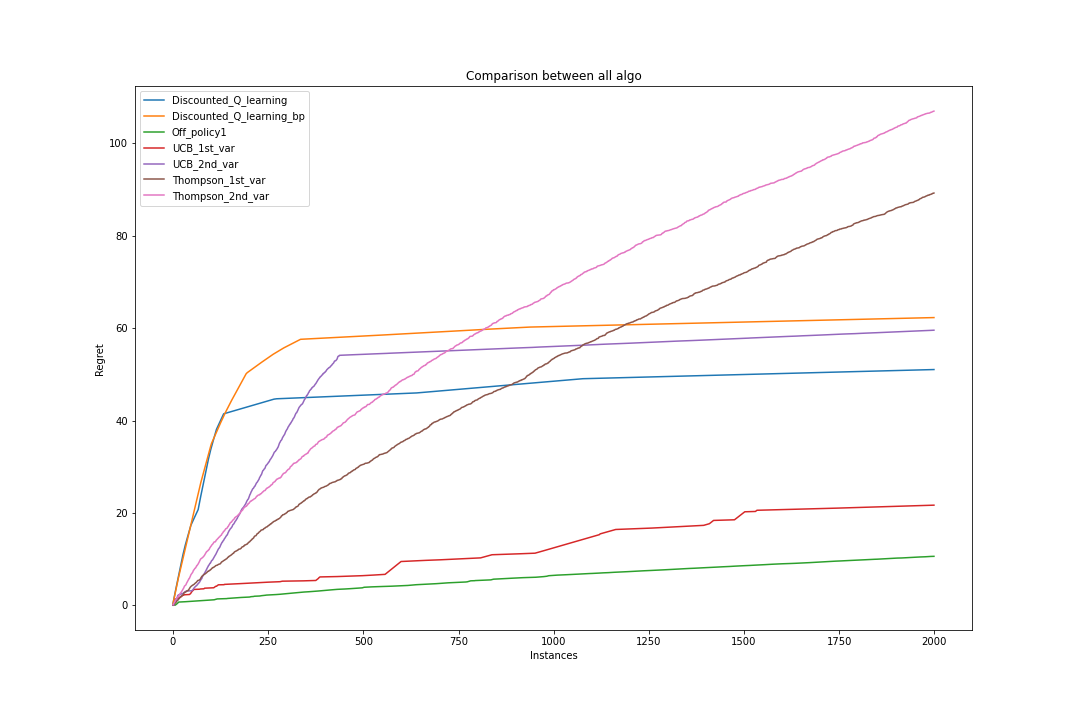 Comparison between all algo
Discounted_Q_learning
Discounted_Q_learning_bp
Off_policy1
UCB_1st_var
UCB_2nd_var
Thompson_1st_var
Thompson_2nd_var
Regret
100
80
60
40
20
0
0 250 500 750 1000 1250 1500 1750 2000
Instances